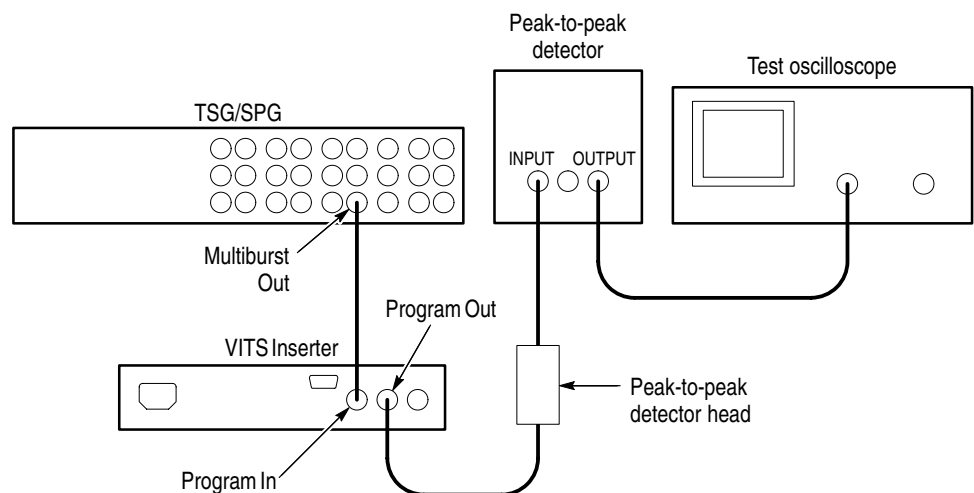 Peak-to-peak
detector
Test oscilloscope
TSG/SPG
INPUT OUTPUT
Multiburst
Out
Program Out
VITS Inserter
Peak-to-peak
detector head
Program In